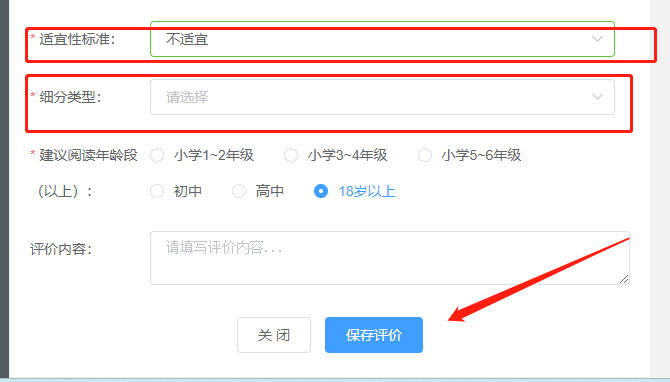 * 适宜性标准： 不适宜
* 细分类型： 请选择
* 建议阅读年龄段 小学1~2年级 小学3~4年级 小学5~6年级
（以上）： 初中 高中 18岁以上
评价内容： 请填写评价内容...
关 闭 保存评价